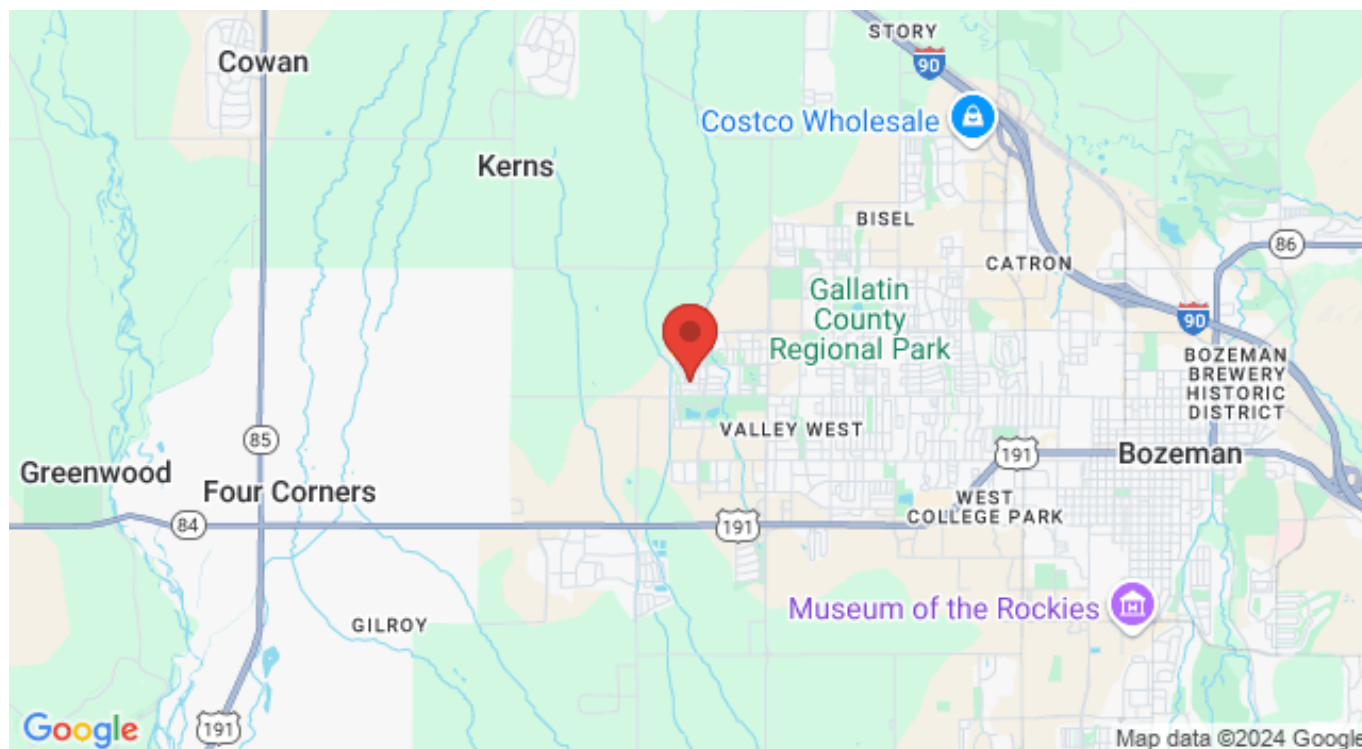 STORY
90
Cowan
Costco Wholesale
Kerns
BISEL
86
CATRON
Gallatin
County
Regional Park
90
BOZEMAN
BREWERY
HISTORIC
DISTRICT
VALLEY WEST
85
191
Bozeman
Greenwood
Four Corners
WEST
COLLEGE PARK
84
191
Museum of the Rockies
GILROY
191
Google
Map data ©2024 Google